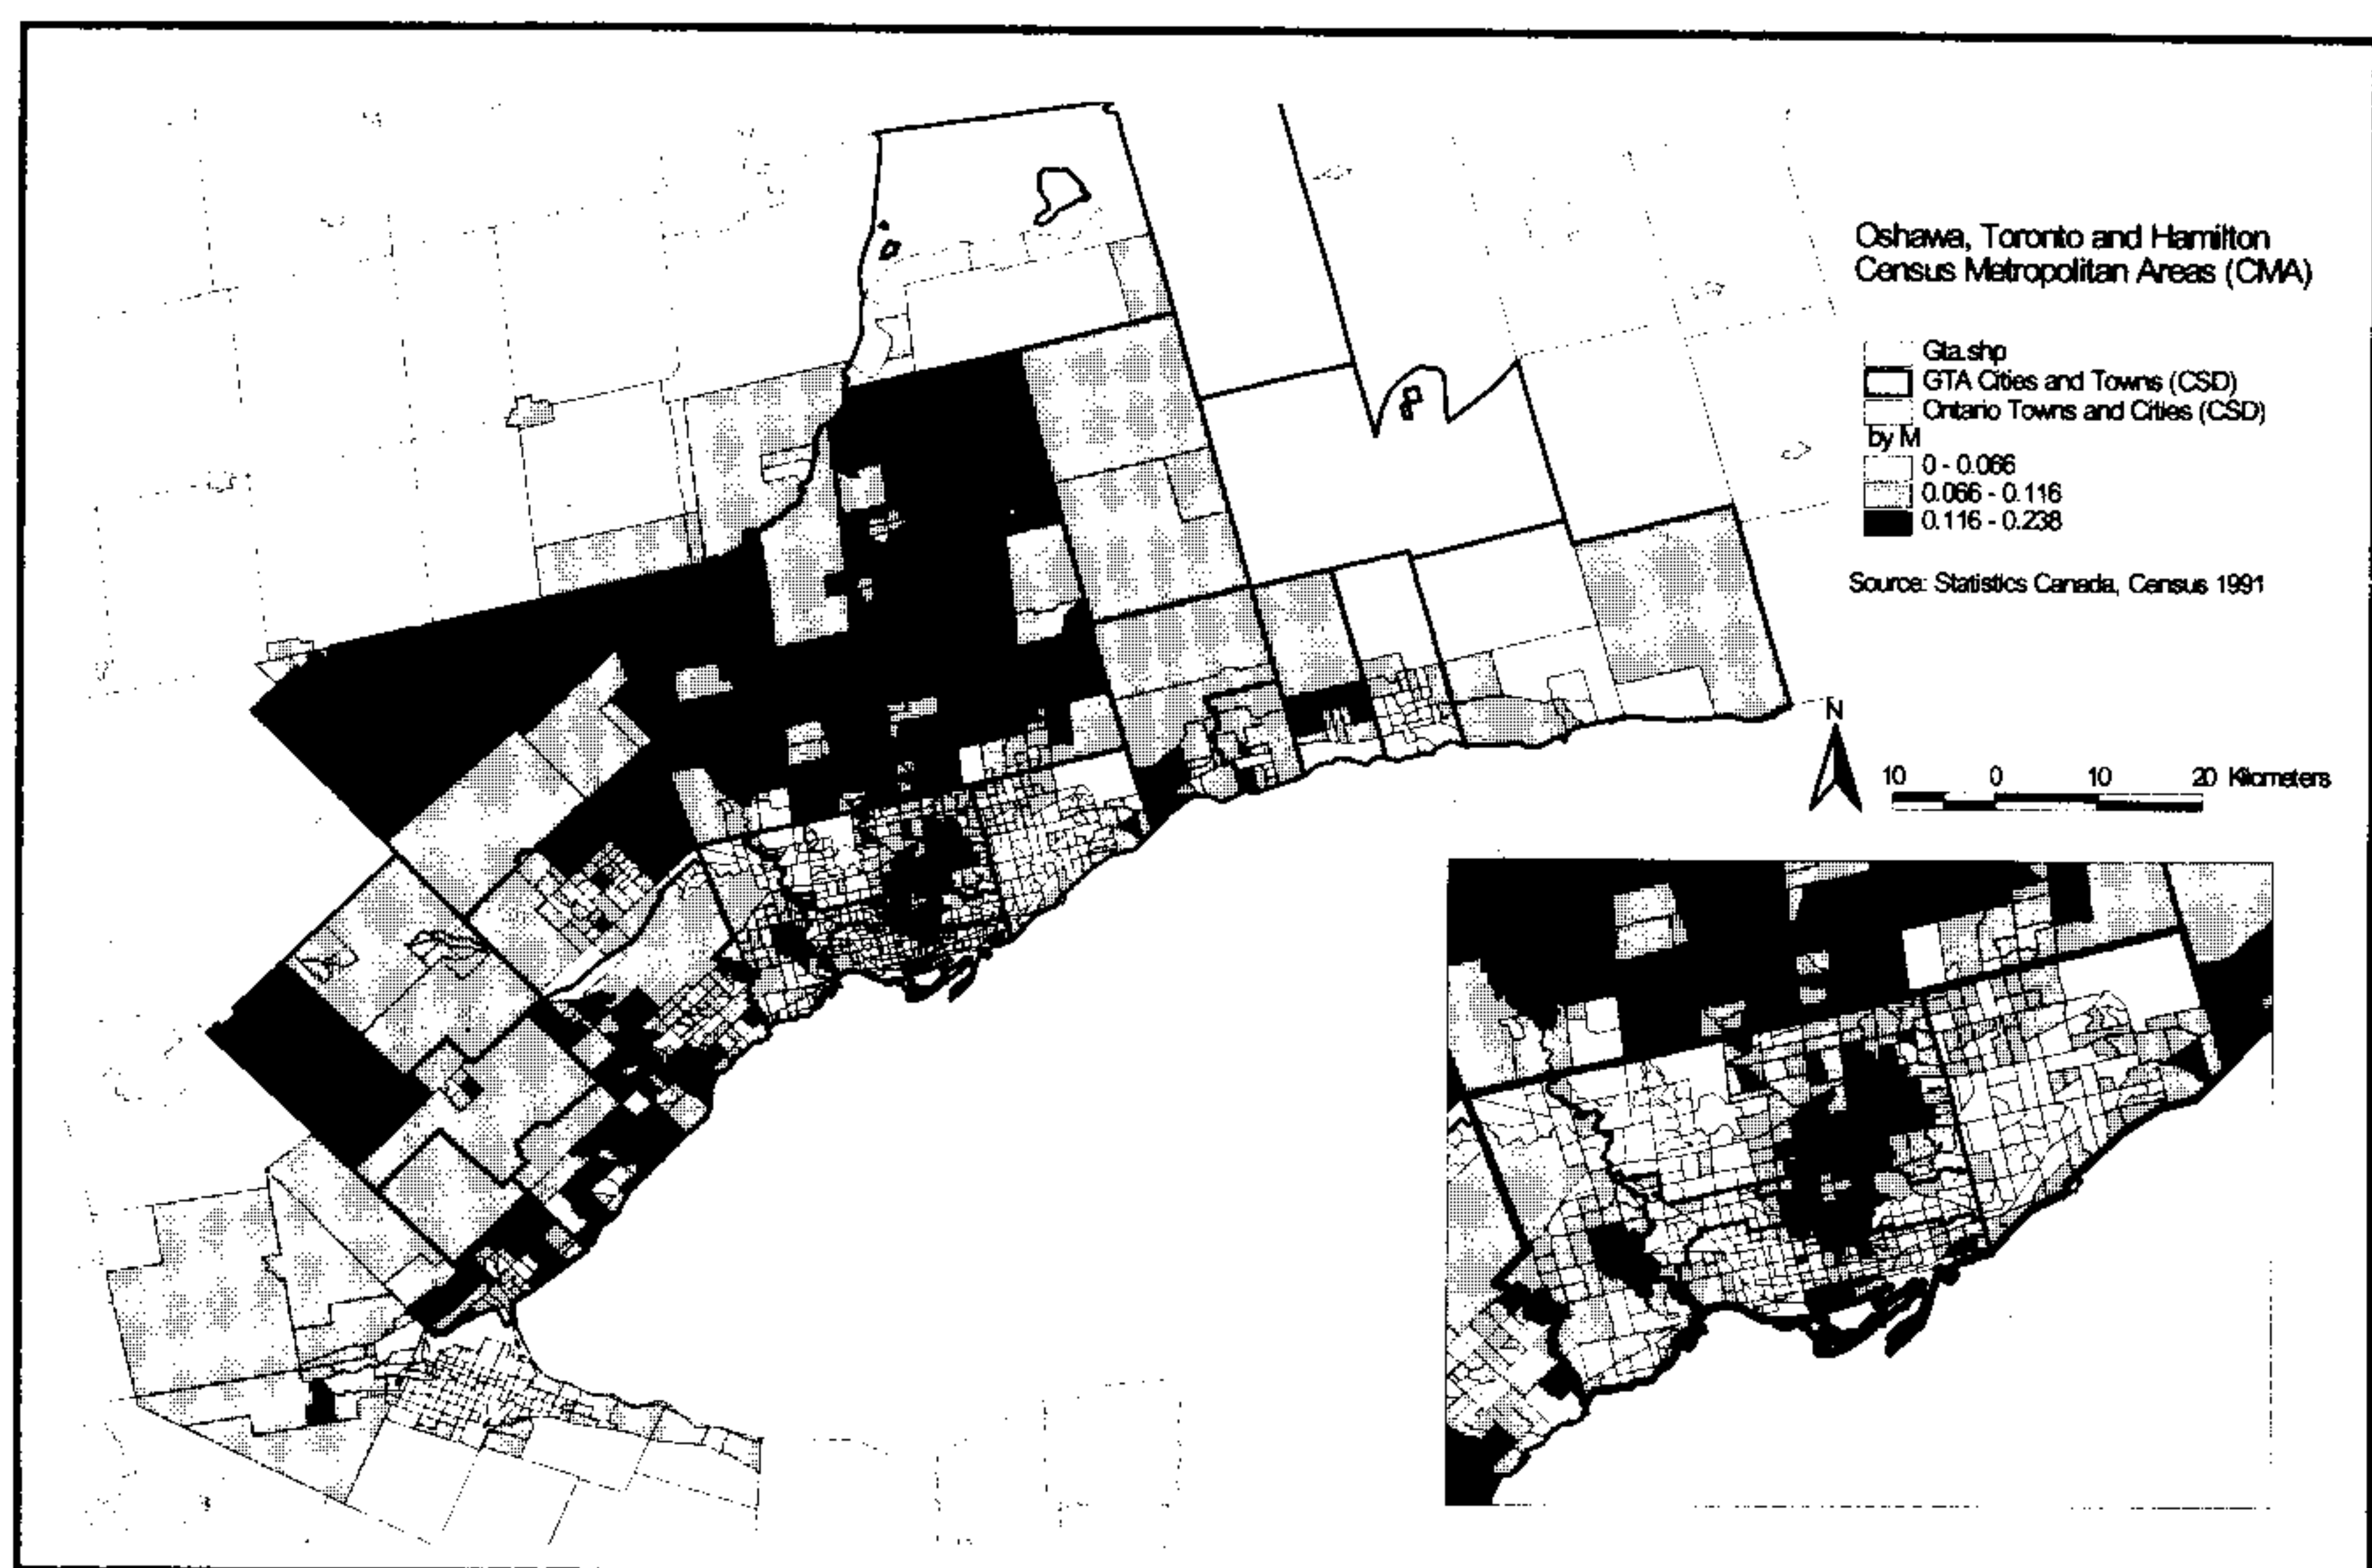 Oshawa, Toronto and Hamilton
Census Metropolitan Areas (CMA)
Gta.shp
GTA Cities and Towns (CSD)
Ontario Towns and Cities (CSD)
by M
0 - 0.066
0.066 - 0.116
0.116 - 0.238
Source: Statistics Canada, Census 1991
N
10 0 10 20 Kilometers